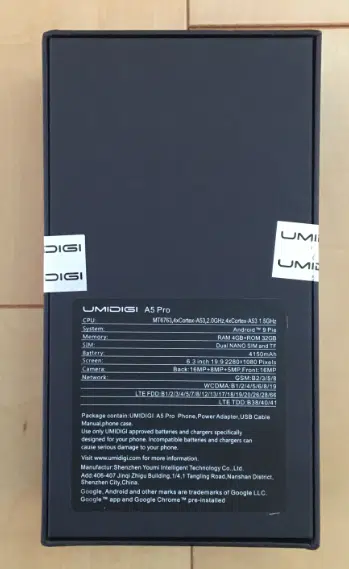 DIGI
DIGI
UMI
UMIDI
UMIDIGI A5 Pro
CPU: MT6763,4xCortex-A53,2.0GHz,4xCortex-A53 1.5GHz
System: Android™ 9 Pie
Memory: RAM 4GB+ROM 32GB
SIM: Dual NANO SIM and TF
Battery: 4150mAh
Screen: 6.3 inch 19.9 2280*1080 Pixels
Camera: Back:16MP+8MP+5MP,Front:16MP
Network: GSM:B2/3/5/8
WCDMA:B1/2/4/5/6/8/19
LTE FDD:B1/2/3/4/5/7/8/12/13/17/18/19/20/26/28/66
LTE TDD:B38/40/41
Package contain:UMIDIGI A5 Pro Phone,Power Adapter,USB Cable
Manual,phone case.
Use only UMIDIGI approved batteries and chargers specifically
designed for your phone. Incompatible batteries and chargers can
cause serious damage to your phone.
Visit www.umidigi.com for more information.
Manufactur:Shenzhen Youmi Intelligent Technology Co.,Ltd.
Add:406-407 Jinqi Zhigu Building,1/4,1 Tangling Road,Nanshan District,
Shenzhen City,China.
Google, Android and other marks are trademarks of Google LLC.
Google™ app and Google Chrome™ pre-installed